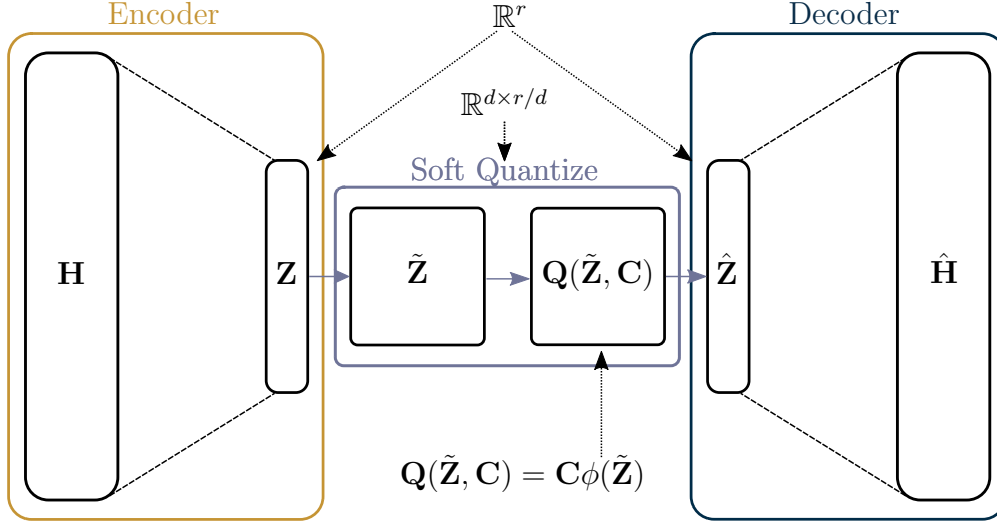 Encoder
ℝ^r
Decoder
ℝ^{d×r/d}
Soft Quantize
H
Z
Z̃
Q(Z̃, C)
Ẑ
Ĥ
Q(Z̃, C) = Cϕ(Z̃)